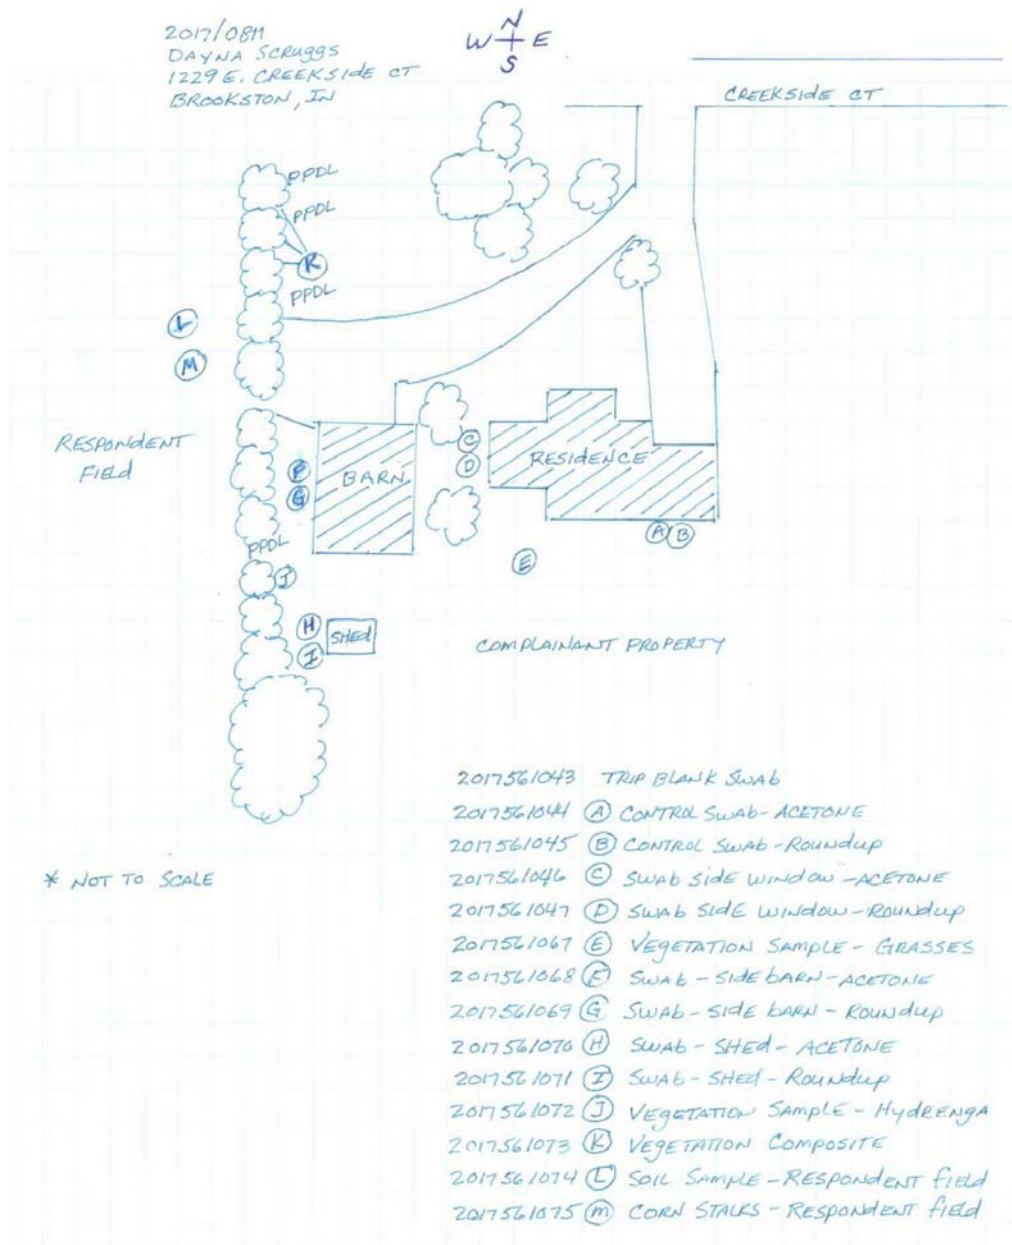 2017/0811
DAYNA SCRUGGS
1229 E. CREEKSIDE CT
BROOKSTON, IN
N
W E
S
CREEKSIDE CT
PPDL
PPDL
K
PPDL
L
M
RESPONDENT
FIELD
F
G
BARN
C
D
RESIDENCE
A B
E
PPDL
J
H
I
SHED
COMPLAINANT PROPERTY
* NOT TO SCALE
2017561043 TRIP BLANK SWAB
2017561044 A CONTROL SWAB-ACETONE
2017561045 B CONTROL SWAB-Roundup
2017561046 C SWAB SIDE WINDOW-ACETONE
2017561047 D SWAB SIDE WINDOW-ROUNDUP
2017561067 E VEGETATION SAMPLE - GRASSES
2017561068 F SWAB - SIDE BARN-ACETONE
2017561069 G SWAB - SIDE BARN - ROUNDUP
2017561070 H SWAB - SHED - ACETONE
2017561071 I SWAB - SHED - ROUNDUP
2017561072 J VEGETATION SAMPLE - HydrENGA
2017561073 K VEGETATION COMPOSITE
2017561074 L SOIL SAMPLE - RESPONDENT FIELD
2017561075 M CORN STALKS - RESPONDENT FIELD